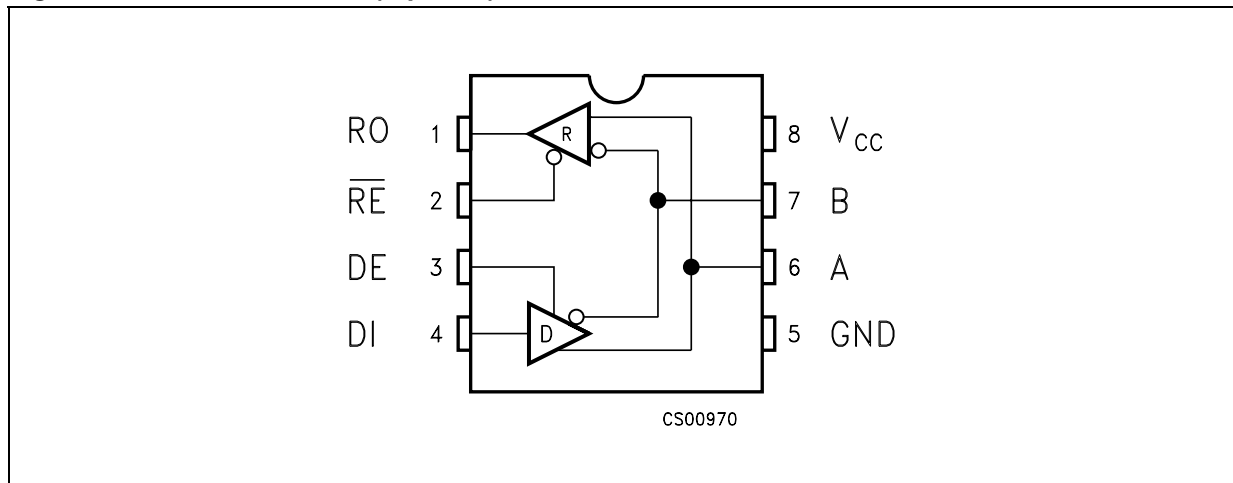 RO 1 R 8 VCC
RE 2 7 B
DE 3 6 A
DI 4 D 5 GND
CS00970